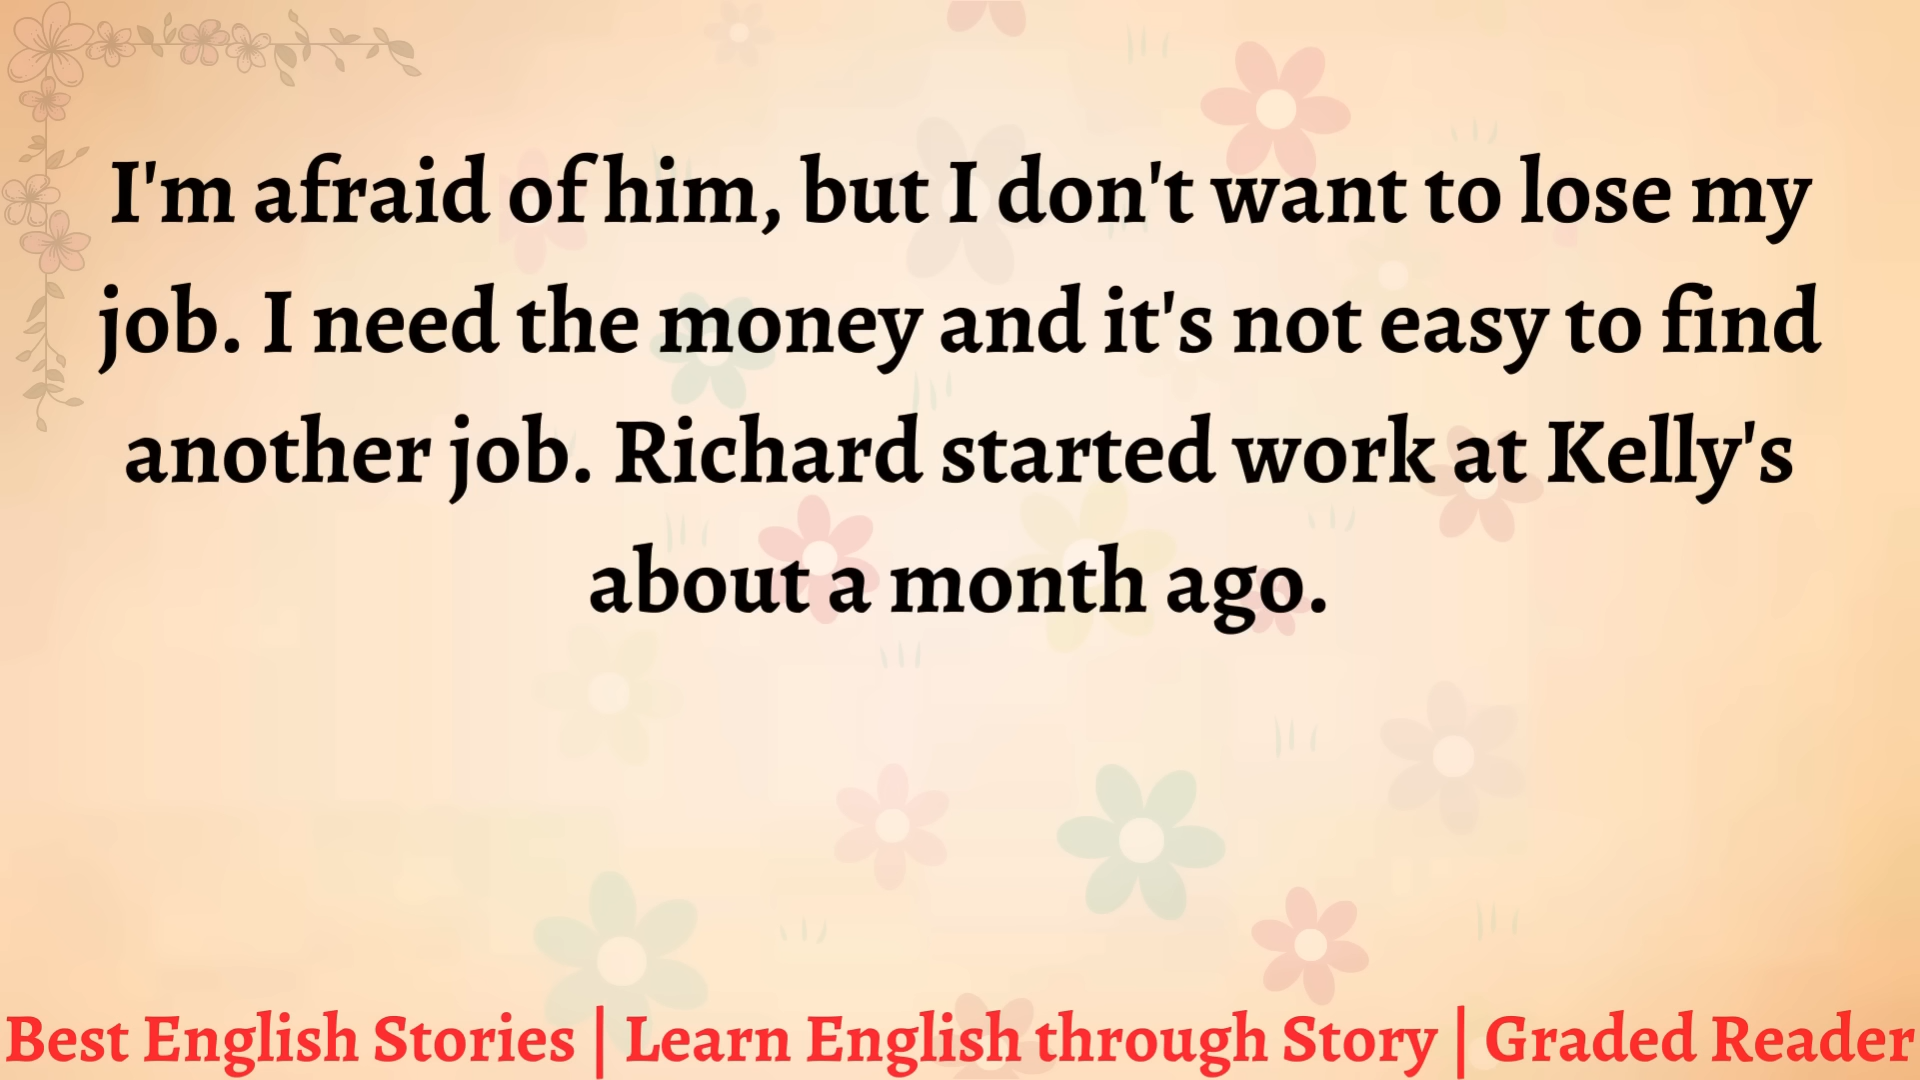 I'm afraid of him, but I don't want to lose my
job. I need the money and it's not easy to find
another job. Richard started work at Kelly's
about a month ago.
Best English Stories | Learn English through Story | Graded Reader